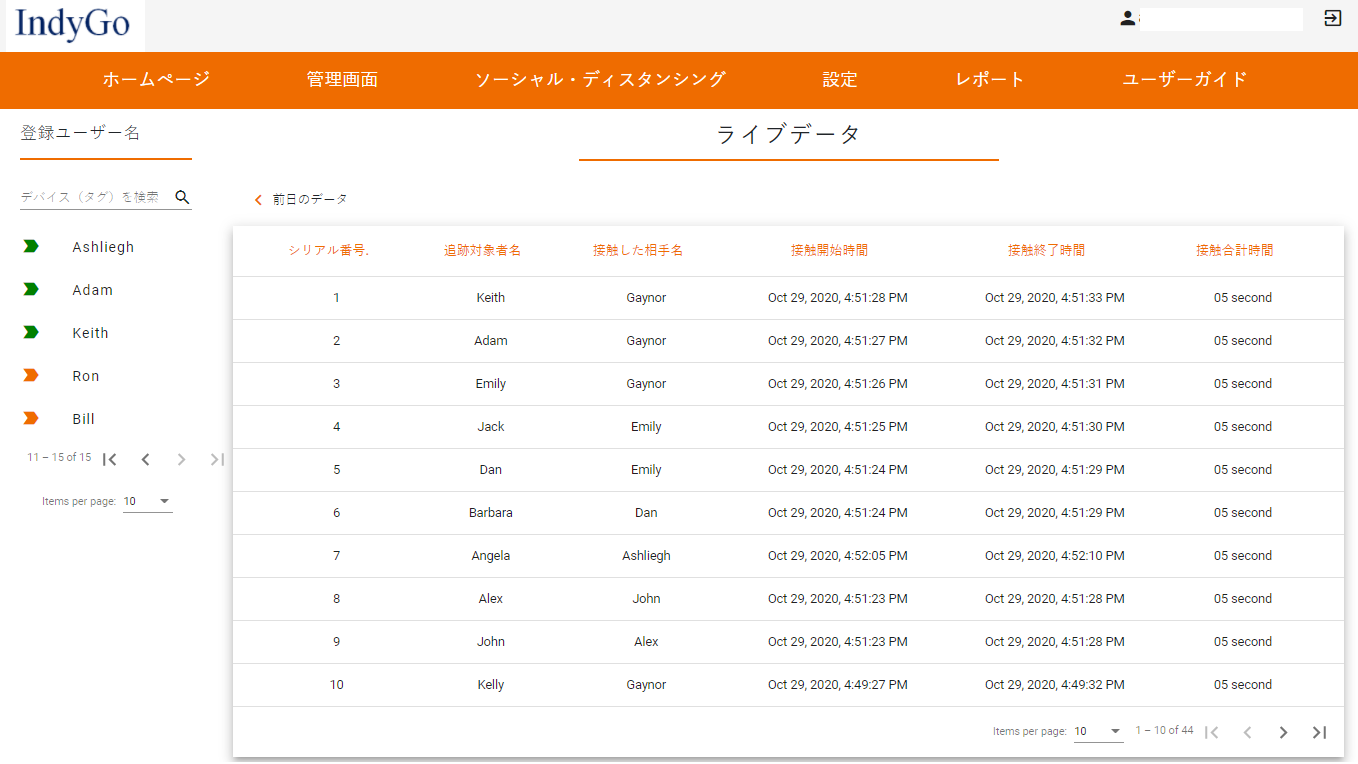 IndyGo
ホームページ 管理画面 ソーシャル・ディスタンシング 設定 レポート ユーザーガイド
登録ユーザー名
ライブデータ
デバイス（タグ）を検索
前日のデータ
Ashliegh
Adam
Keith
Ron
Bill
11 – 15 of 15
Items per page: 10
シリアル番号. 追跡対象者名 接触した相手名 接触開始時間 接触終了時間 接触合計時間
1 Keith Gaynor Oct 29, 2020, 4:51:28 PM Oct 29, 2020, 4:51:33 PM 05 second
2 Adam Gaynor Oct 29, 2020, 4:51:27 PM Oct 29, 2020, 4:51:32 PM 05 second
3 Emily Gaynor Oct 29, 2020, 4:51:26 PM Oct 29, 2020, 4:51:31 PM 05 second
4 Jack Emily Oct 29, 2020, 4:51:25 PM Oct 29, 2020, 4:51:30 PM 05 second
5 Dan Emily Oct 29, 2020, 4:51:24 PM Oct 29, 2020, 4:51:29 PM 05 second
6 Barbara Dan Oct 29, 2020, 4:51:24 PM Oct 29, 2020, 4:51:29 PM 05 second
7 Angela Ashliegh Oct 29, 2020, 4:52:05 PM Oct 29, 2020, 4:52:10 PM 05 second
8 Alex John Oct 29, 2020, 4:51:23 PM Oct 29, 2020, 4:51:28 PM 05 second
9 John Alex Oct 29, 2020, 4:51:23 PM Oct 29, 2020, 4:51:28 PM 05 second
10 Kelly Gaynor Oct 29, 2020, 4:49:27 PM Oct 29, 2020, 4:49:32 PM 05 second
Items per page: 10 1 – 10 of 44